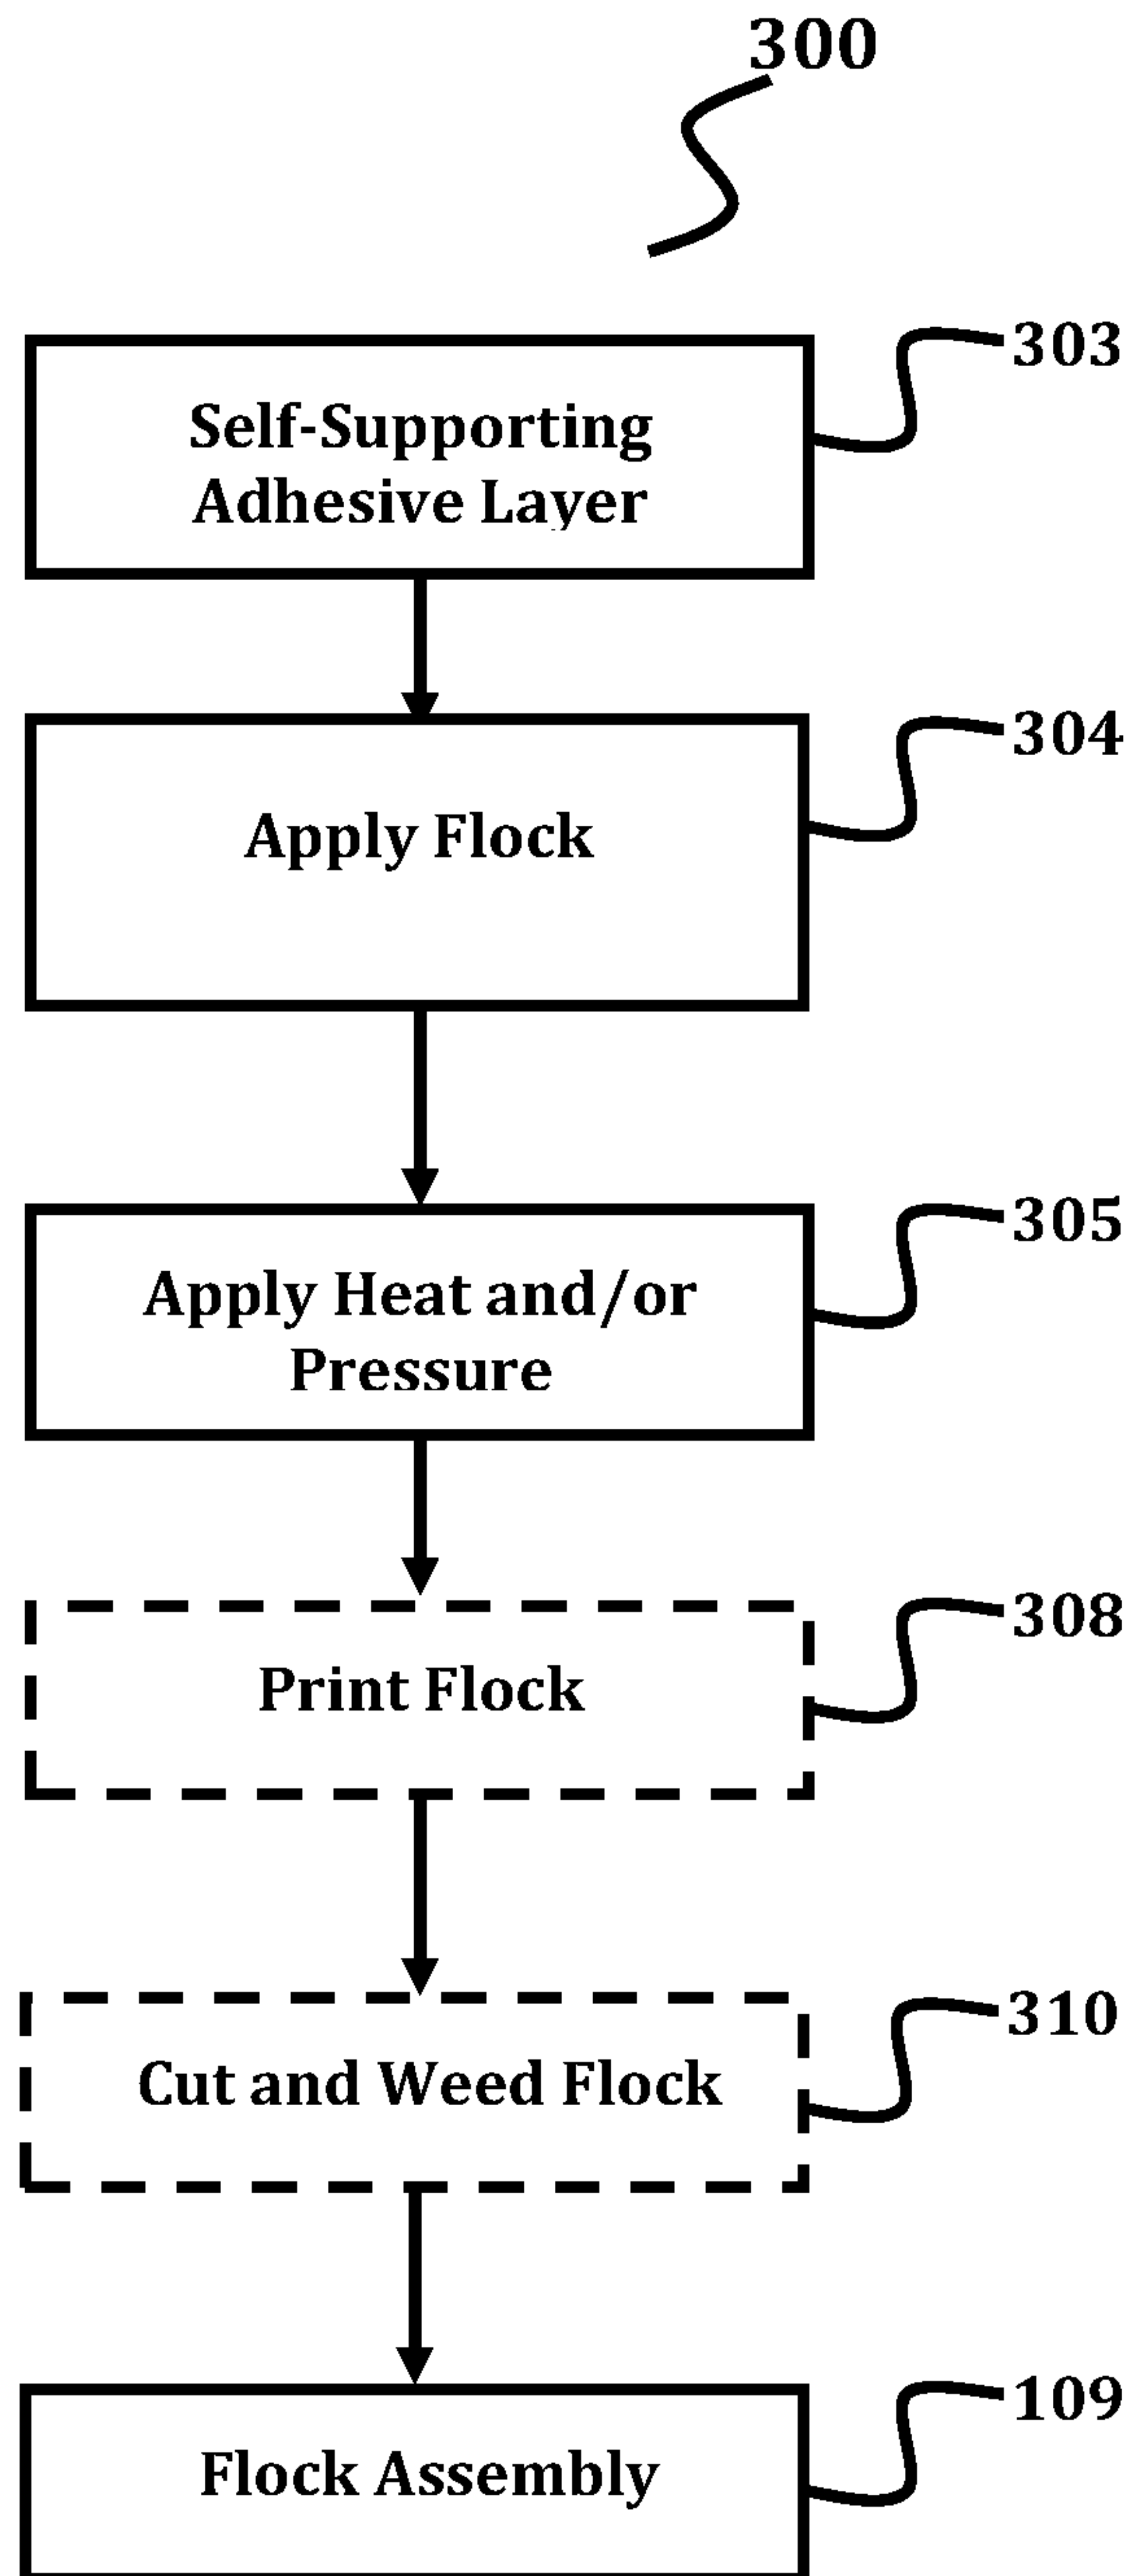 300
Self-Supporting
Adhesive Layer
303
Apply Flock
304
Apply Heat and/or
Pressure
305
Print Flock
308
Cut and Weed Flock
310
Flock Assembly
109